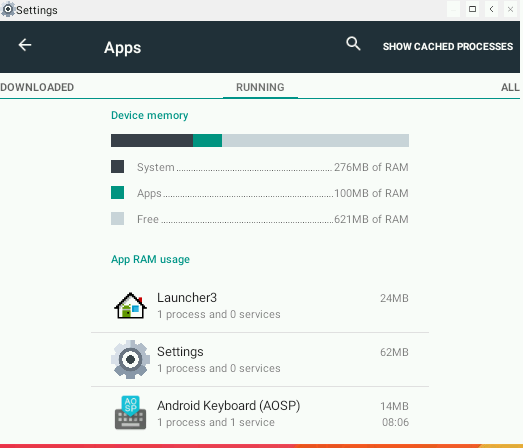 Settings
Apps
SHOW CACHED PROCESSES
DOWNLOADED RUNNING ALL
Device memory
System 276MB of RAM
Apps 100MB of RAM
Free 621MB of RAM
App RAM usage
Launcher3 24MB
1 process and 0 services
Settings 62MB
1 process and 0 services
AO
SP
Android Keyboard (AOSP) 14MB
1 process and 1 service 08:06